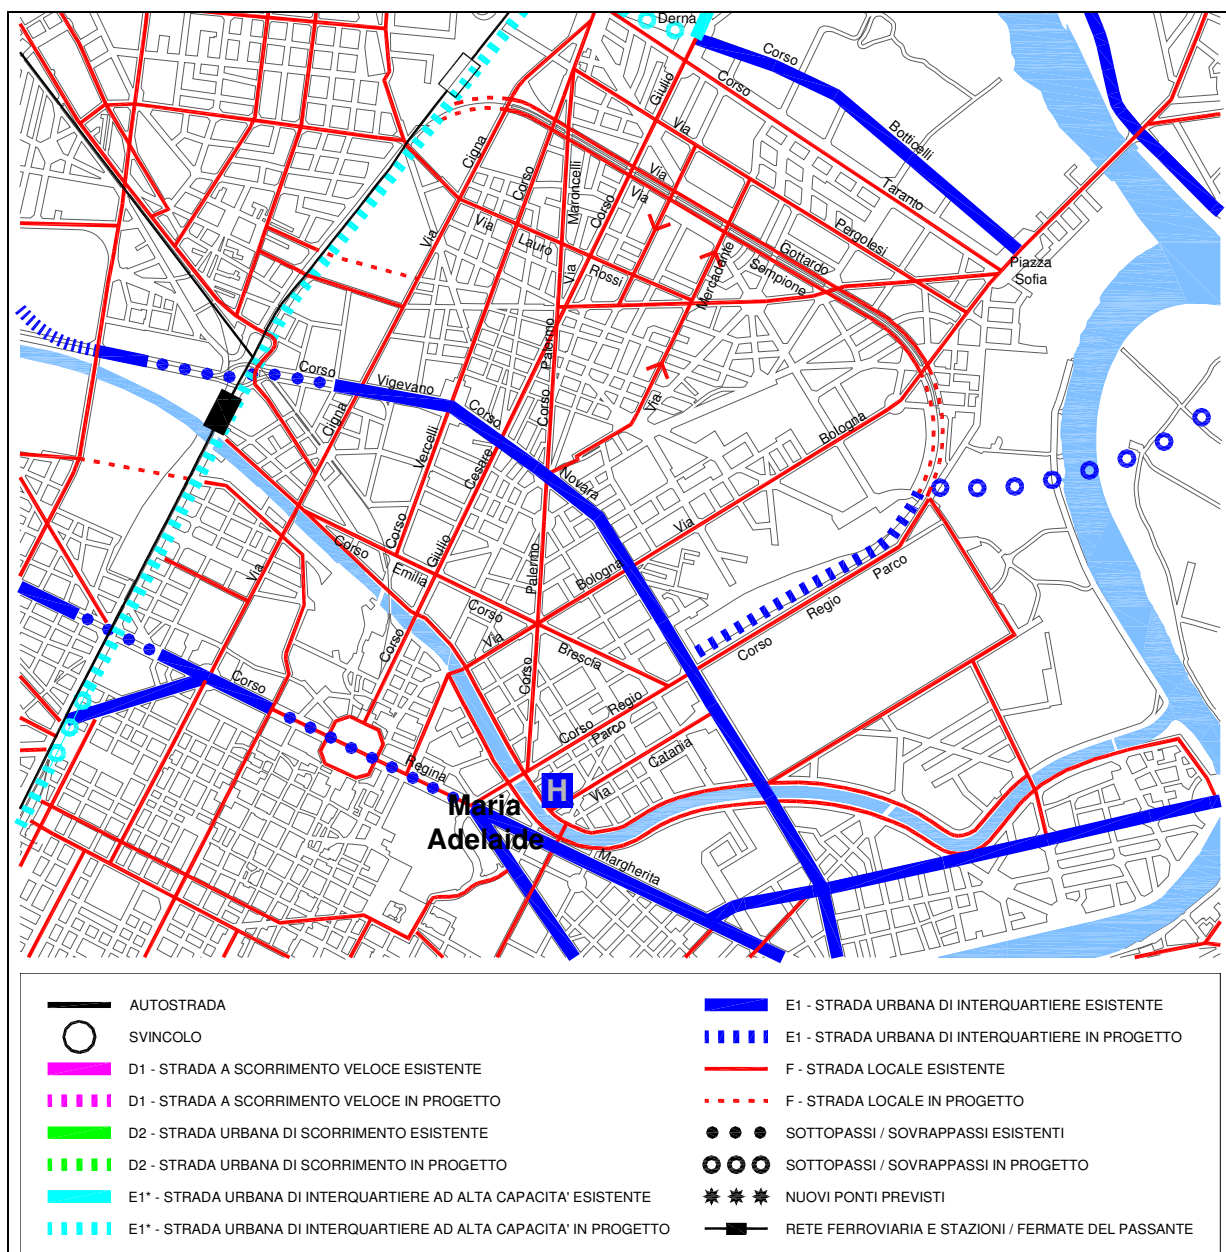 Derna
Corso
Corso
Giulio
Botticelli
Via
Cigna
Via
Via
Corso
Maroncelli
Corso
Taranto
Pergolesi
Via
Via
Lauro
Rossi
Via
Gottardo
Sempione
Mercadante
Piazza
Sofia
Palermo
Corso
Vigevano
Corso
Cigna
Corso
Via
Bologna
Vercelli
Cesare
Novara
Via
Corso
Corso
Giulio
Emilia
Palermo
Bologna
Via
Parco
Regio
Corso
Corso
Via
Brescia
Corso
Corso
Corso
Regio
Corso
Parco
Catania
Via
Regina
H
Maria
Adelaide
Margherita
AUTOSTRADA
SVINCOLO
D1 - STRADA A SCORRIMENTO VELOCE ESISTENTE
D1 - STRADA A SCORRIMENTO VELOCE IN PROGETTO
D2 - STRADA URBANA DI SCORRIMENTO ESISTENTE
D2 - STRADA URBANA DI SCORRIMENTO IN PROGETTO
E1* - STRADA URBANA DI INTERQUARTIERE AD ALTA CAPACITA' ESISTENTE
E1* - STRADA URBANA DI INTERQUARTIERE AD ALTA CAPACITA' IN PROGETTO
E1 - STRADA URBANA DI INTERQUARTIERE ESISTENTE
E1 - STRADA URBANA DI INTERQUARTIERE IN PROGETTO
F - STRADA LOCALE ESISTENTE
F - STRADA LOCALE IN PROGETTO
SOTTOPASSI / SOVRAPPASSI ESISTENTI
SOTTOPASSI / SOVRAPPASSI IN PROGETTO
NUOVI PONTI PREVISTI
RETE FERROVIARIA E STAZIONI / FERMATE DEL PASSANTE